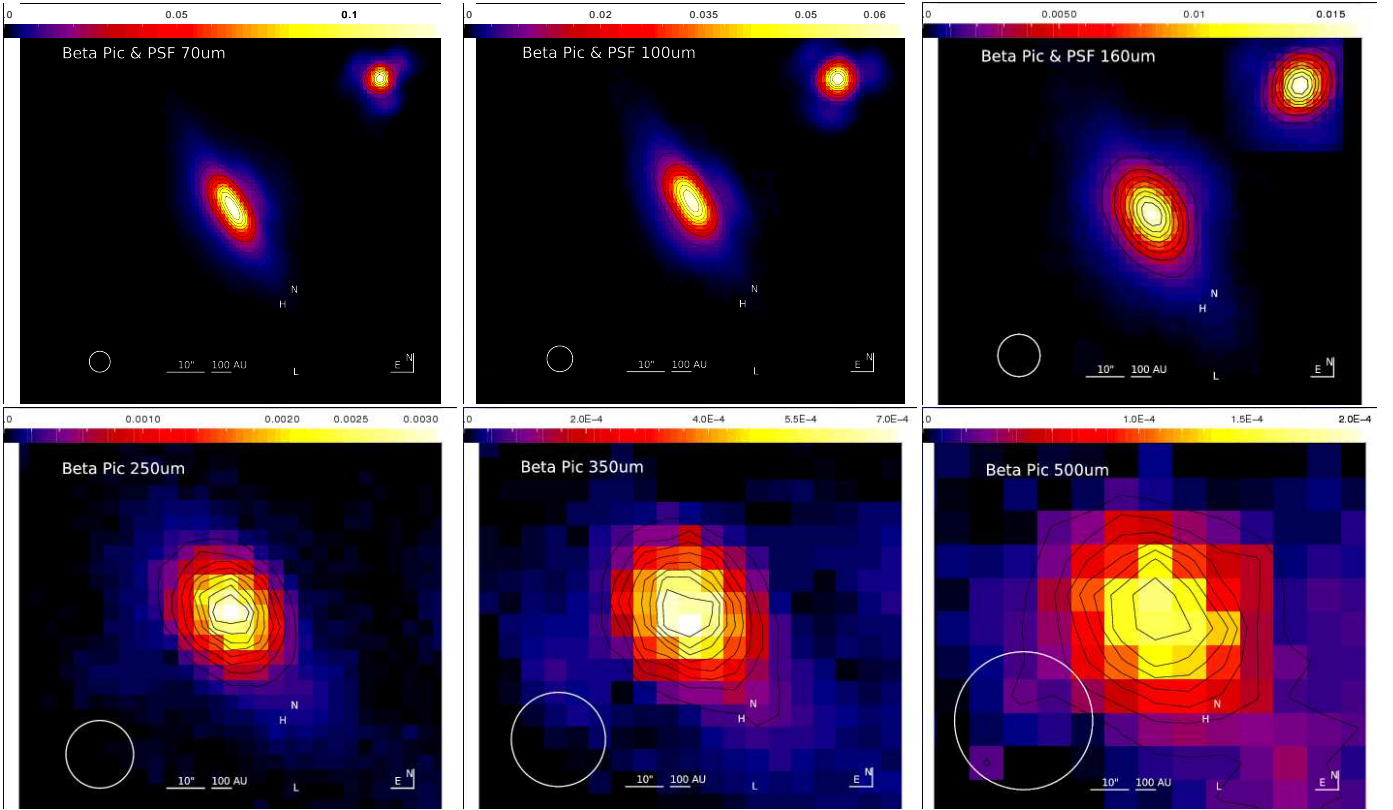 .0 0.05 0.1
Beta Pic & PSF 70um
N
H
10" 100 AU
L
N
E
.0 0.02 0.035 0.05 0.06
Beta Pic & PSF 100um
N
H
10" 100 AU
L
N
E
.0 0.0050 0.01 0.015
Beta Pic & PSF 160um
N
H
10" 100 AU
L
N
E
.0 0.0010 0.0020 0.0030
Beta Pic 250um
N
H
10" 100 AU
L
N
E
.0 2.0E-4 4.0E-4 5.5E-4 7.0E-4
Beta Pic 350um
N
H
10" 100 AU
L
N
E
.0 1.0E-4 1.5E-4 2.0E-4
Beta Pic 500um
N
H
10" 100 AU
L
N
E